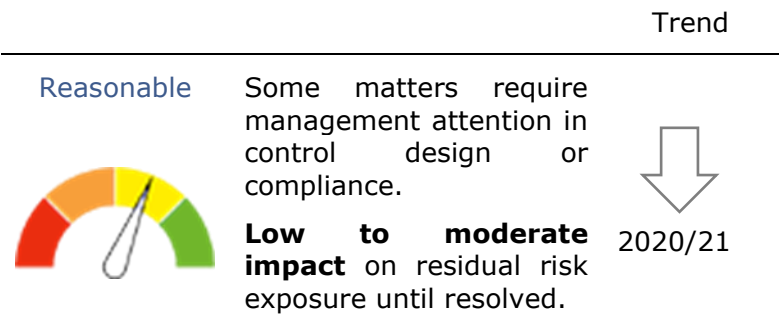 Trend
Reasonable
Some matters require
management attention in
control design or
compliance.
Low to moderate
impact on residual risk
exposure until resolved.
2020/21